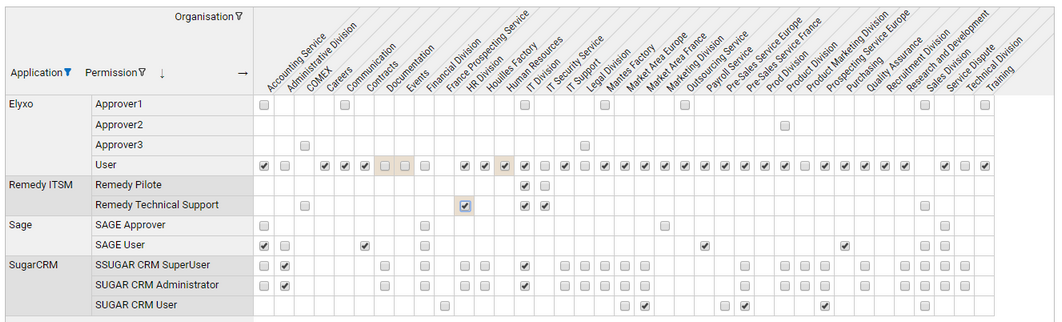 Organisation
Application Permission ↓ →
Accounting Service
Administrative Division
COMEX
Careers
Communication
Contracts
Documentation
Events
Financial Division
France Prospecting Service
HR Division
Houilles Factory
Human Resources
IT Division
IT Security Service
IT Support
Legal Division
Mantes Factory
Market Area Europe
Market Area France
Marketing Division
Outsourcing Service
Payroll Service
Pre-Sales Service Europe
Pre-Sales Service France
Prod Division
Product Division
Product Marketing Division
Prospecting Service Europe
Purchasing
Quality Assurance
Recruitment Division
Research and Development
Sales Division
Service Dispute
Technical Division
Training
Elyxo Approver1
Approver2
Approver3
User
Remedy ITSM Remedy Pilote
Remedy Technical Support
Sage SAGE Approver
SAGE User
SugarCRM SSUGAR CRM SuperUser
SUGAR CRM Administrator
SUGAR CRM User